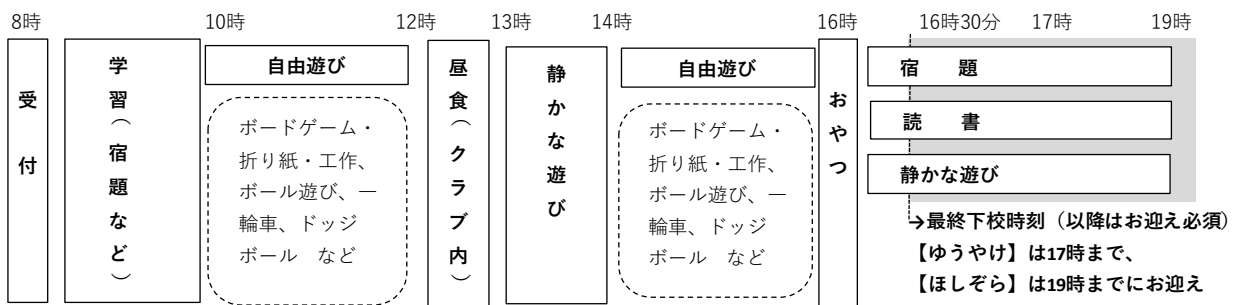 8時 10時 12時 13時 14時 16時 16時30分 17時 19時
受付
学習（宿題など）
自由遊び
ボードゲーム・
折り紙・工作、
ボール遊び、一
輪車、ドッジ
ボール など
昼食（クラブ内）
静かな遊び
自由遊び
ボードゲーム・
折り紙・工作、
ボール遊び、一
輪車、ドッジ
ボール など
おやつ
宿 題
読 書
静かな遊び
→最終下校時刻（以降はお迎え必須）
【ゆうやけ】は17時まで、
【ほしぞら】は19時までにお迎え